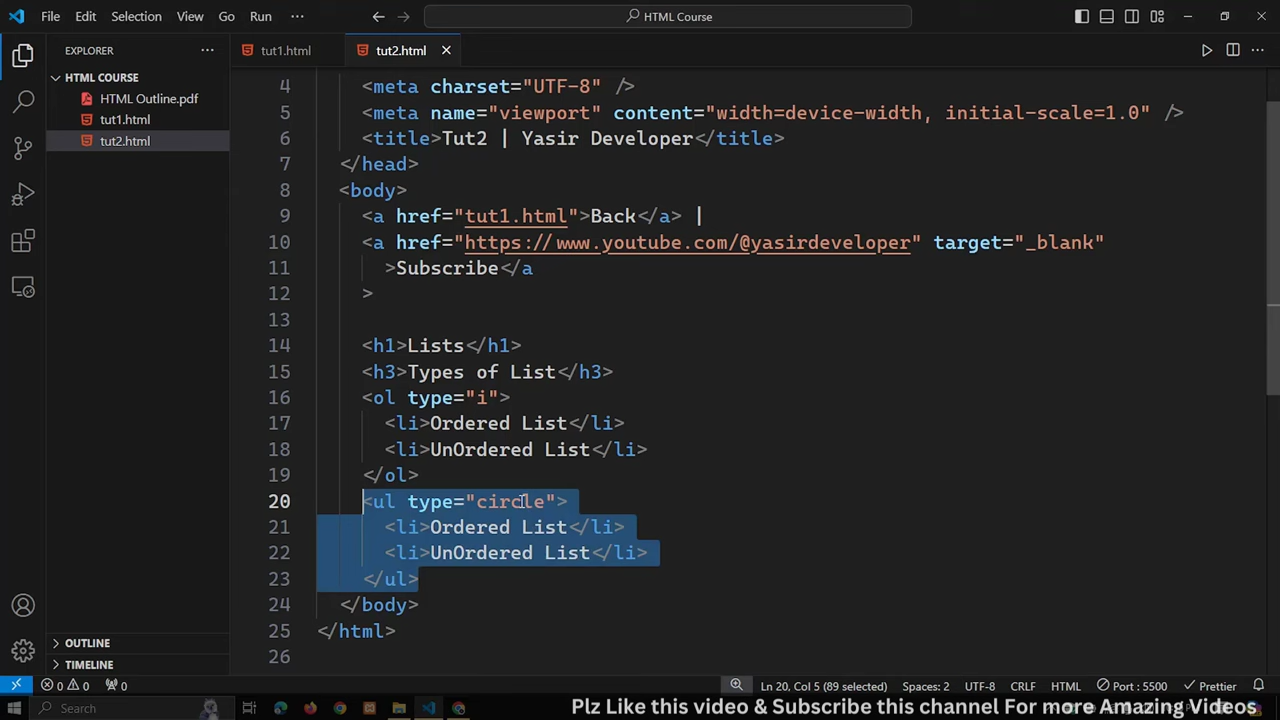 File Edit Selection View Go Run ··· HTML Course
EXPLORER ··· tut1.html tut2.html
HTML COURSE
HTML Outline.pdf
tut1.html
tut2.html
4 <meta charset="UTF-8" />
5 <meta name="viewport" content="width=device-width, initial-scale=1.0" />
6 <title>Tut2 | Yasir Developer</title>
7 </head>
8 <body>
9 <a href="tut1.html">Back</a> |
10 <a href="https://www.youtube.com/@yasirdeveloper" target="_blank"
11 >Subscribe</a
12 >
13
14 <h1>Lists</h1>
15 <h3>Types of List</h3>
16 <ol type="i">
17 <li>Ordered List</li>
18 <li>UnOrdered List</li>
19 </ol>
20 <ul type="circle">
21 <li>Ordered List</li>
22 <li>UnOrdered List</li>
23 </ul>
24 </body>
25 </html>
26
OUTLINE
TIMELINE
0 0 0 Ln 20, Col 5 (89 selected) Spaces: 2 UTF-8 CRLF HTML Port : 5500 Prettier
Search
Plz Like this video & Subscribe this channel For more Amazing Videos